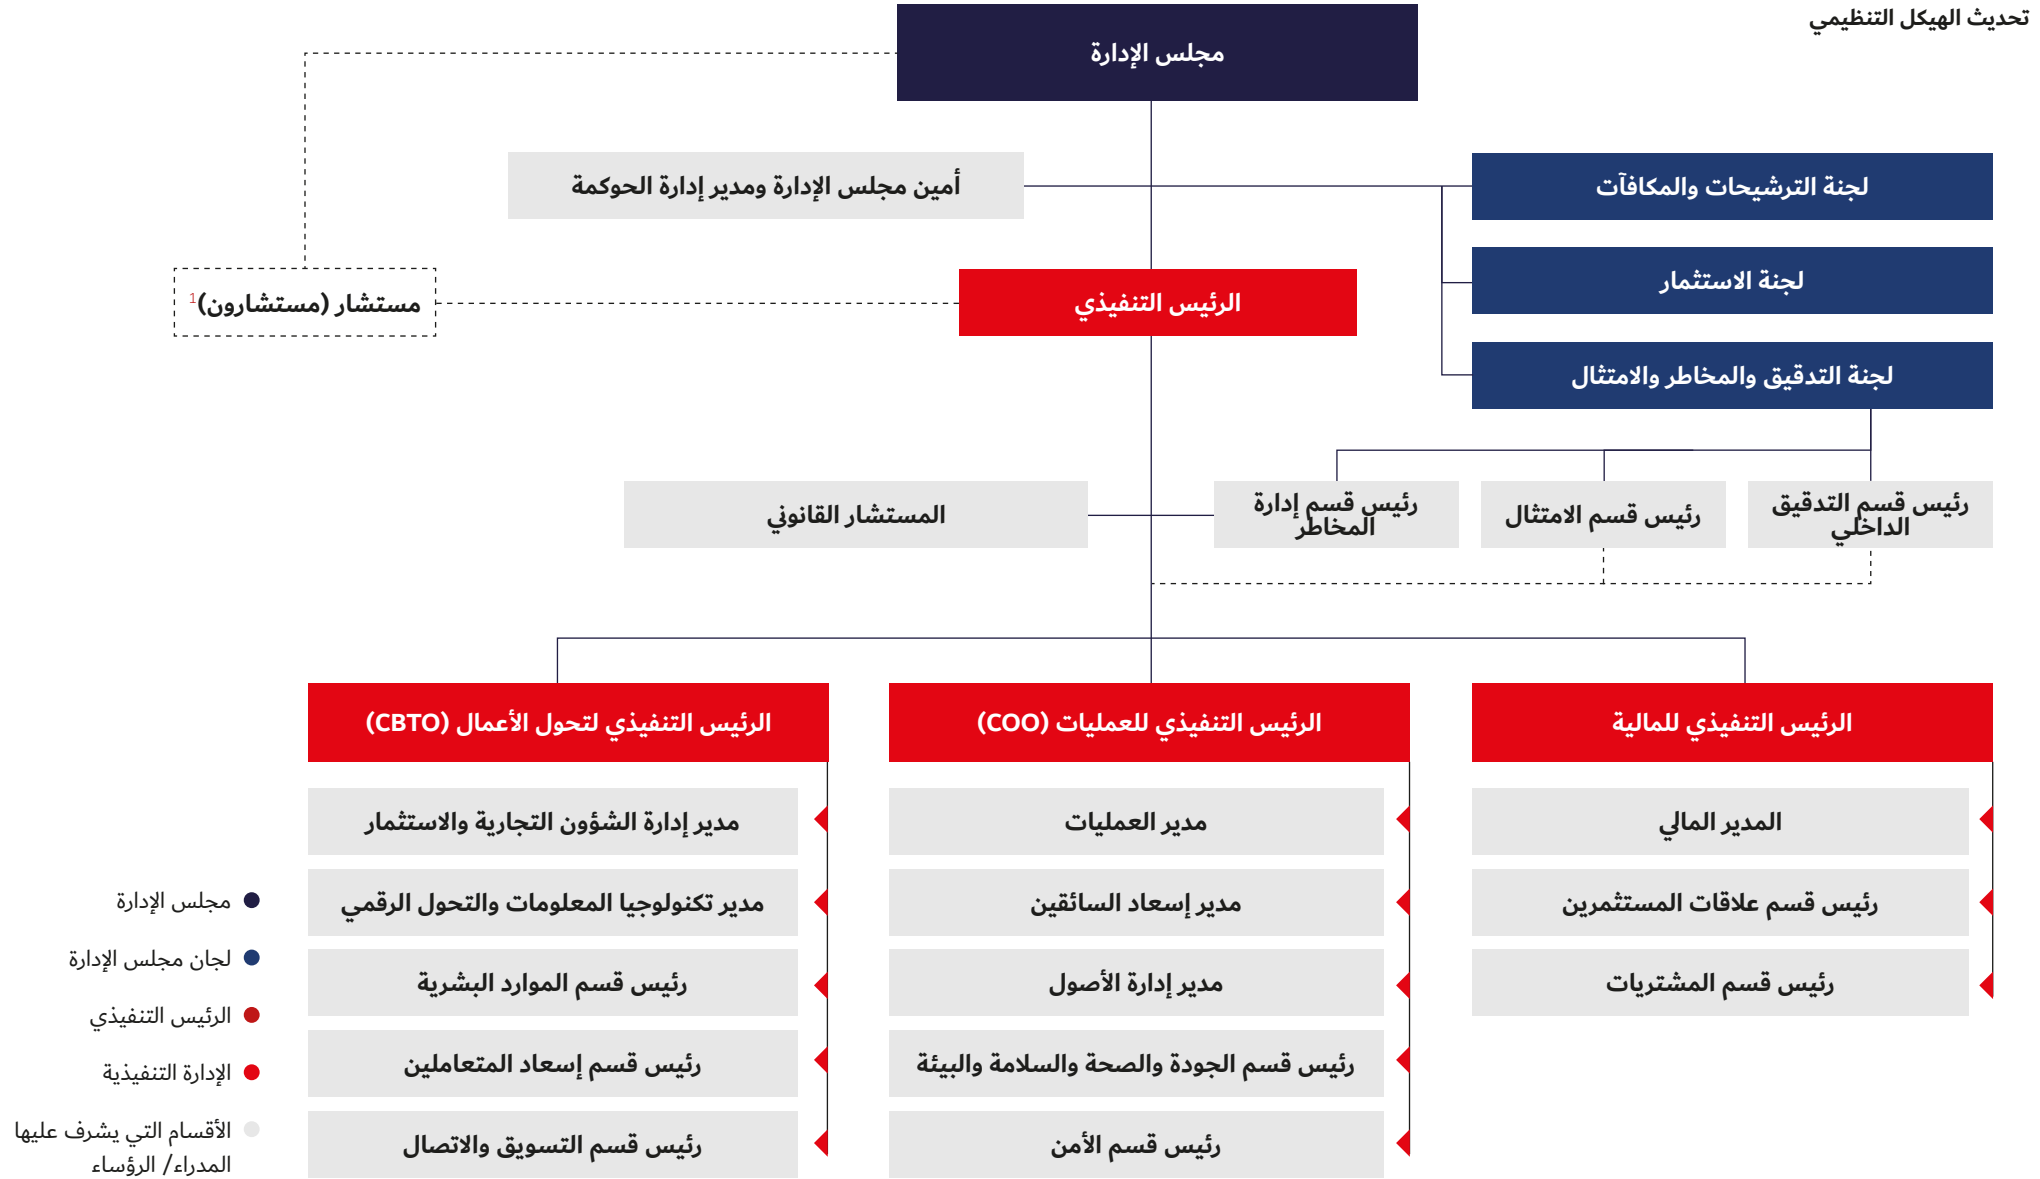 تحديث الهيكل التنظيمي
مجلس الإدارة
لجنة الترشيحات والمكافآت
أمين مجلس الإدارة ومدير إدارة الحوكمة
لجنة الاستثمار
الرئيس التنفيذي
مستشار (مستشارون)1
لجنة التدقيق والمخاطر والامتثال
رئيس قسم التدقيق
الداخلي
رئيس قسم الامتثال
رئيس قسم إدارة
المخاطر
المستشار القانوني
الرئيس التنفيذي للمالية
المدير المالي
رئيس قسم علاقات المستثمرين
رئيس قسم المشتريات
الرئيس التنفيذي للعمليات (COO)
مدير العمليات
مدير إسعاد السائقين
مدير إدارة الأصول
رئيس قسم الجودة والصحة والسلامة والبيئة
رئيس قسم الأمن
الرئيس التنفيذي لتحول الأعمال (CBTO)
مدير إدارة الشؤون التجارية والاستثمار
مدير تكنولوجيا المعلومات والتحول الرقمي
رئيس قسم الموارد البشرية
رئيس قسم إسعاد المتعاملين
رئيس قسم التسويق والاتصال
مجلس الإدارة
لجان مجلس الإدارة
الرئيس التنفيذي
الإدارة التنفيذية
الأقسام التي يشرف عليها
المدراء/ الرؤساء